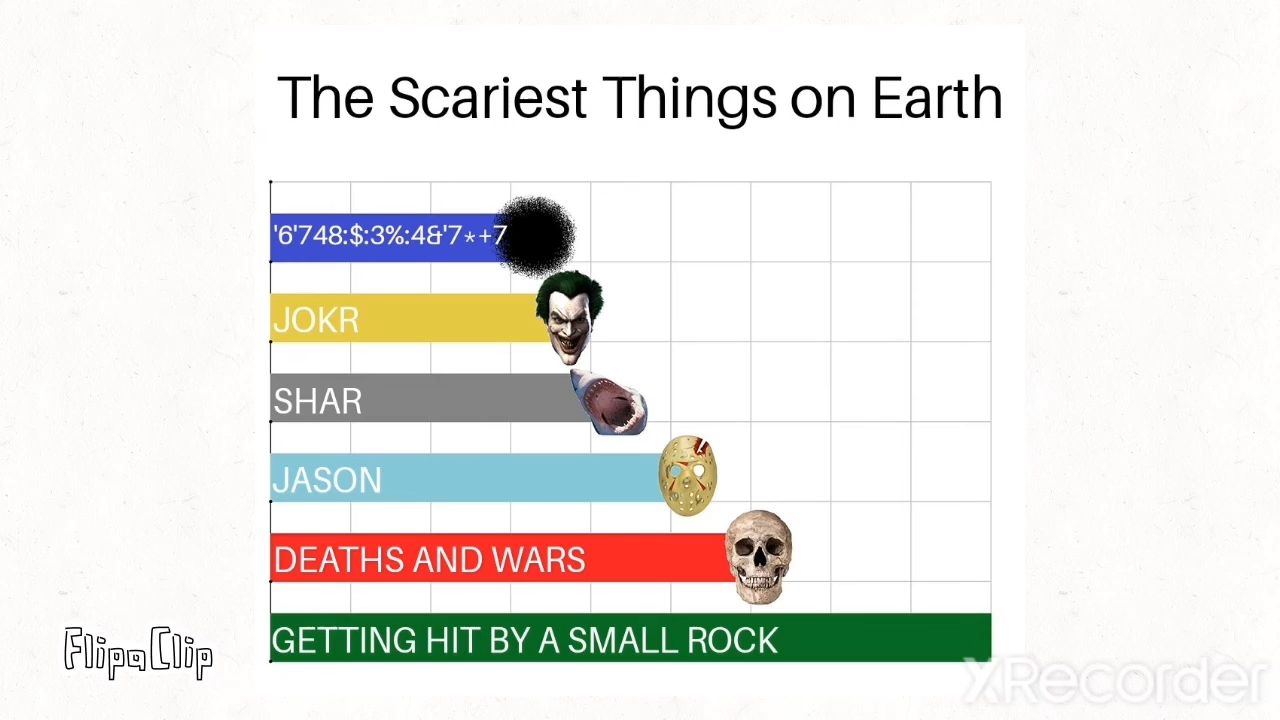 The Scariest Things on Earth
'6'748:$:3%:4&'7*+7
JOKR
SHAR
JASON
DEATHS AND WARS
GETTING HIT BY A SMALL ROCK
FlipaClip
XRecorder